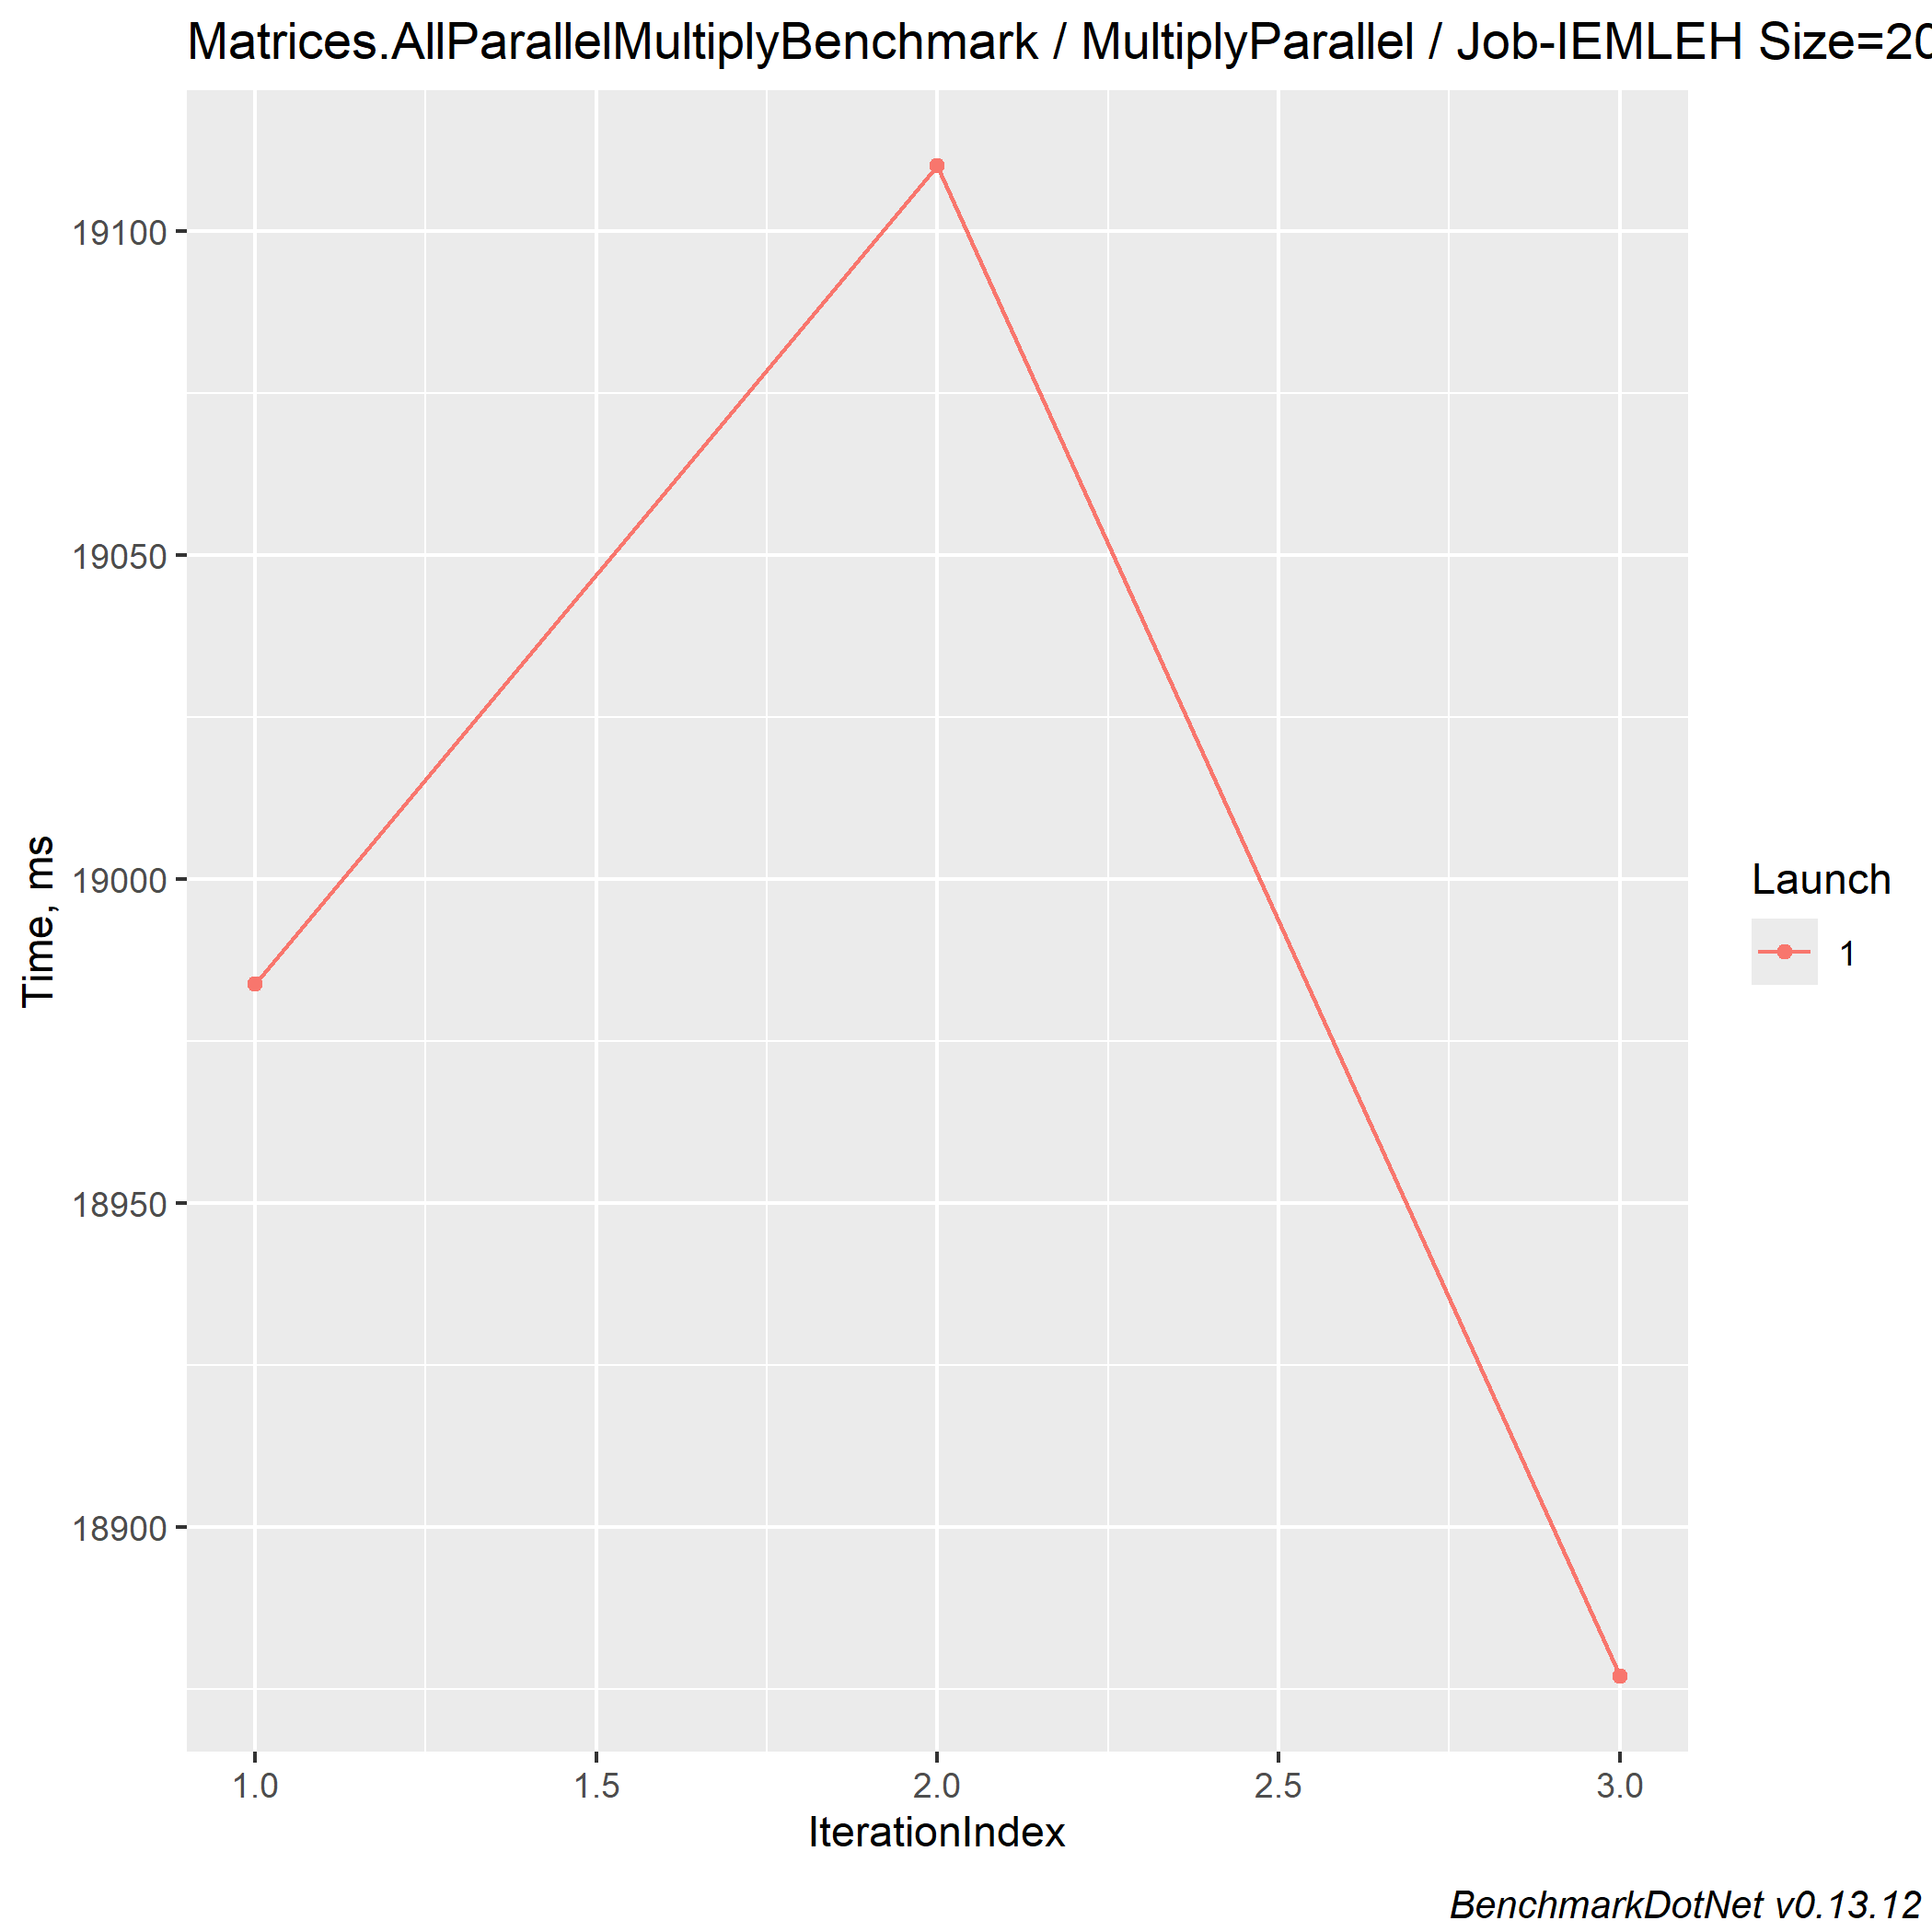 Matrices.AllParallelMultiplyBenchmark / MultiplyParallel / Job-IEMLEH Size=20
19100
19050
19000
18950
18900
Time, ms
1.0 1.5 2.0 2.5 3.0
IterationIndex
Launch
1
BenchmarkDotNet v0.13.12